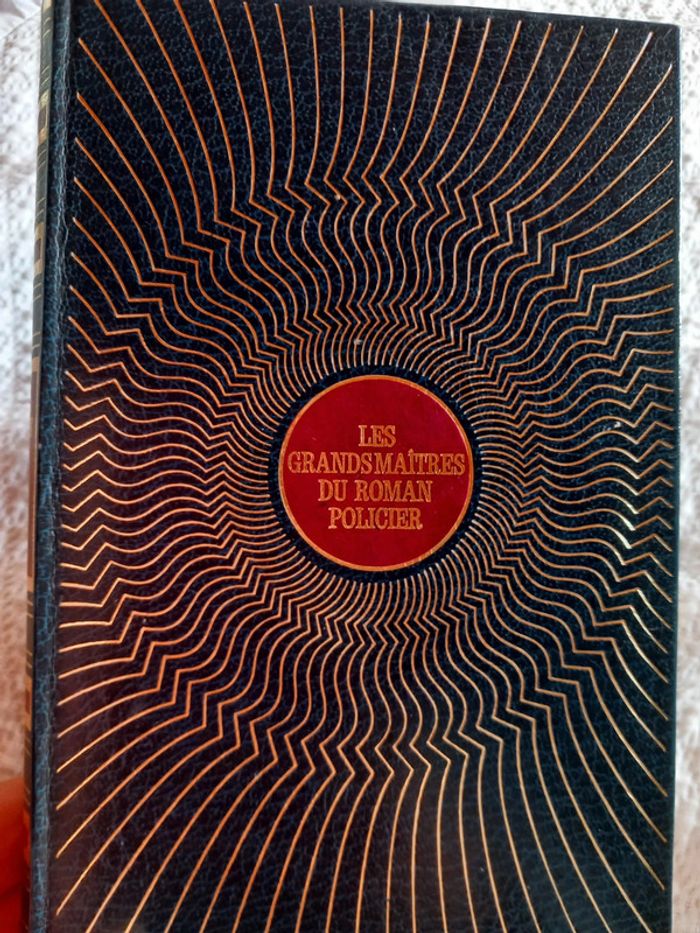 LES
GRANDS MAÎTRES
DU ROMAN
POLICIER